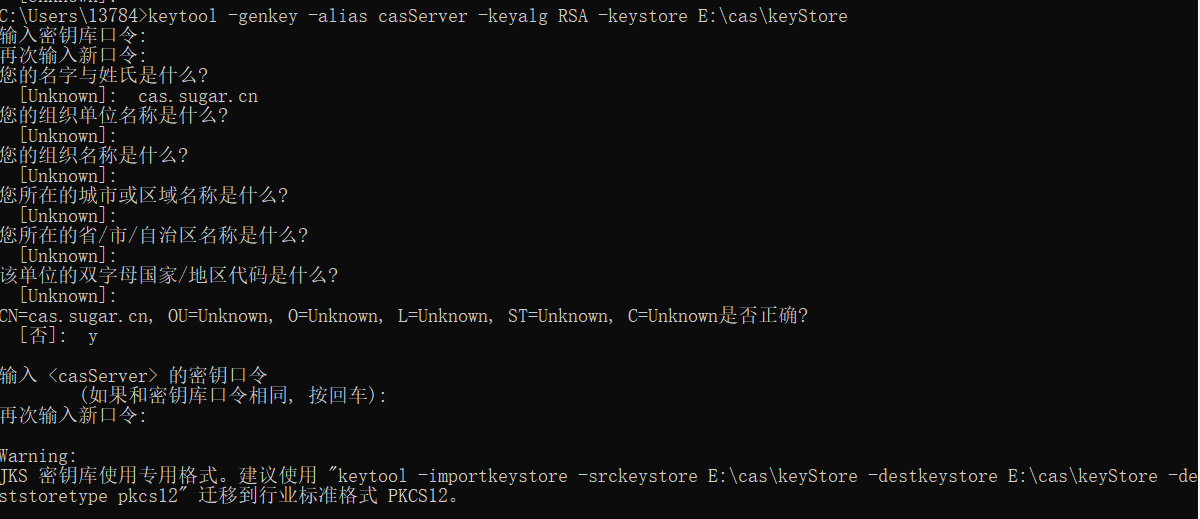 C:\Users\13784>keytool -genkey -alias casServer -keyalg RSA -keystore E:\cas\keyStore
输入密钥库口令:
再次输入新口令:
您的名字与姓氏是什么?
  [Unknown]:  cas.sugar.cn
您的组织单位名称是什么?
  [Unknown]:
您的组织名称是什么?
  [Unknown]:
您所在的城市或区域名称是什么?
  [Unknown]:
您所在的省/市/自治区名称是什么?
  [Unknown]:
该单位的双字母国家/地区代码是什么?
  [Unknown]:
CN=cas.sugar.cn, OU=Unknown, O=Unknown, L=Unknown, ST=Unknown, C=Unknown是否正确?
  [否]:  y
输入 <casServer> 的密钥口令
        (如果和密钥库口令相同, 按回车):
再次输入新口令:
Warning:
JKS 密钥库使用专用格式。建议使用 "keytool -importkeystore -srckeystore E:\cas\keyStore -destkeystore E:\cas\keyStore -de
ststoretype pkcs12" 迁移到行业标准格式 PKCS12。